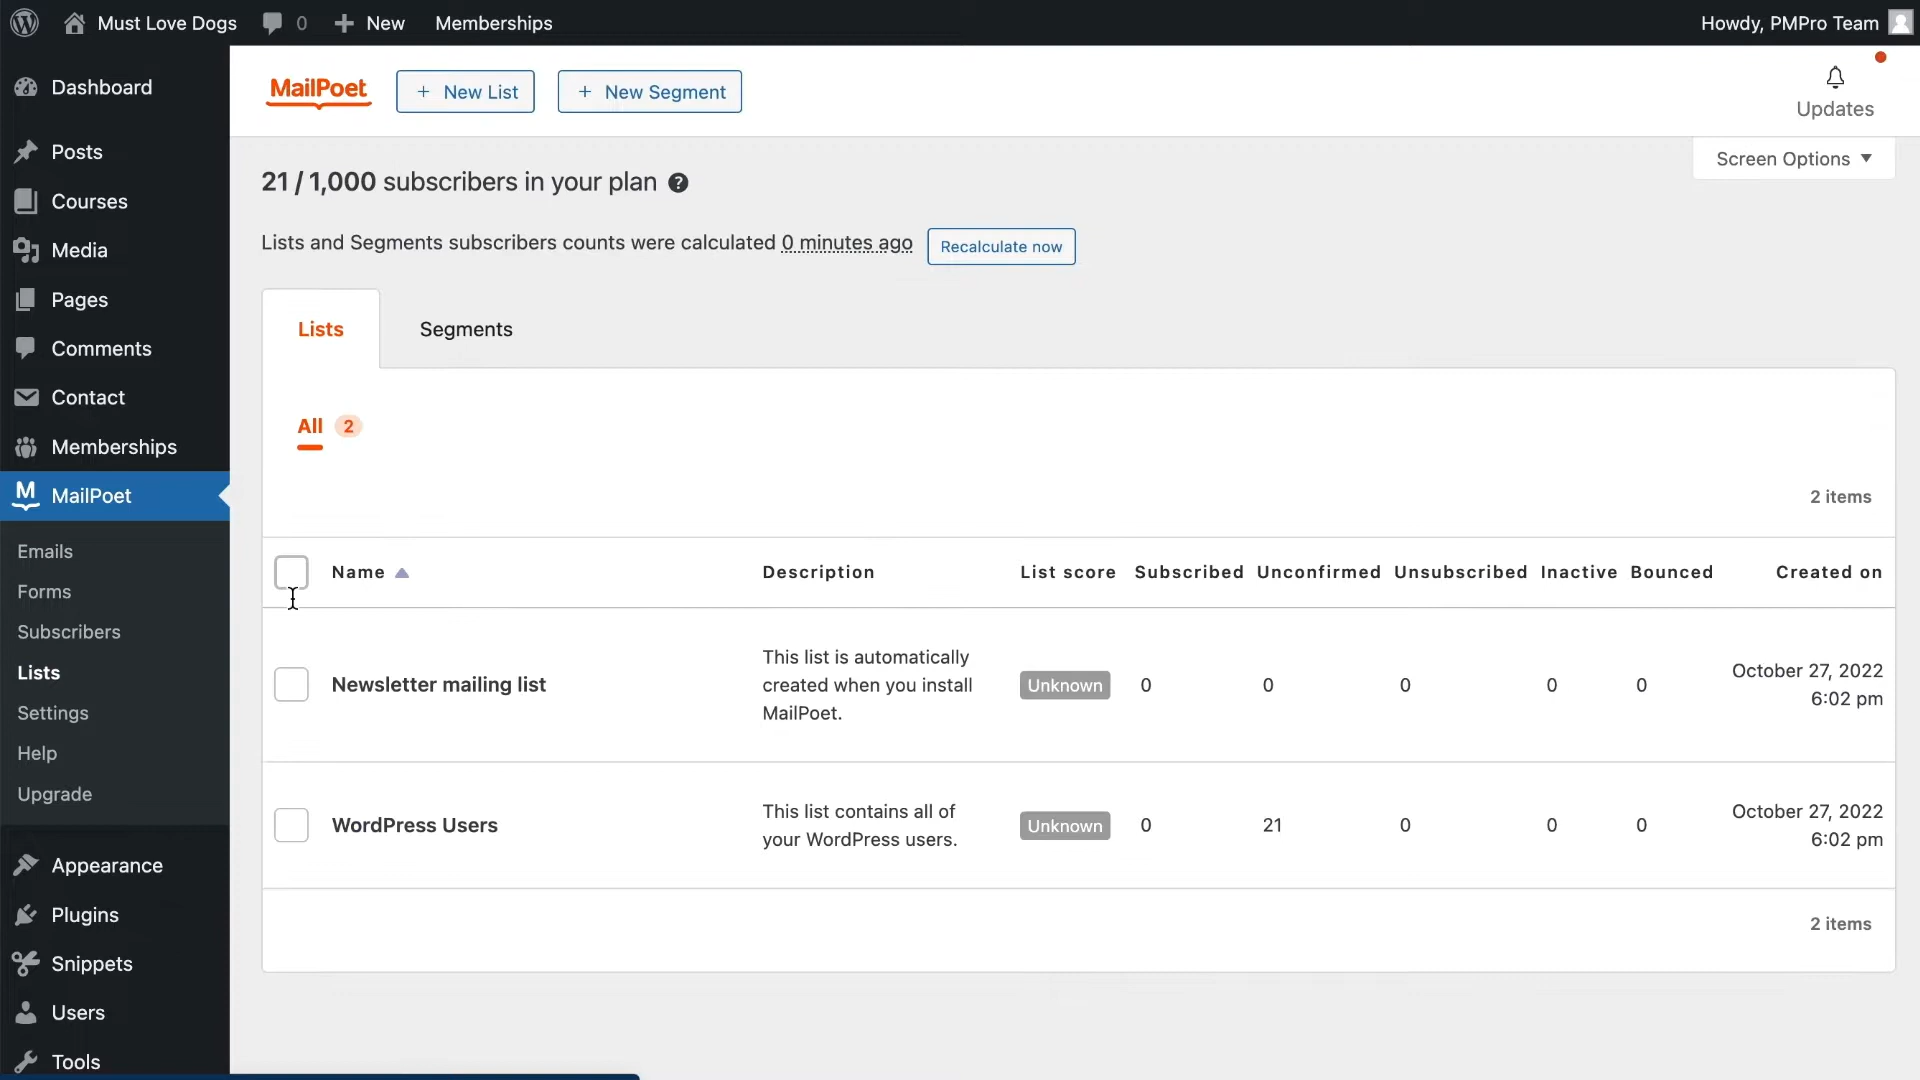 Must Love Dogs 0 New Memberships Howdy, PMPro Team
Dashboard
Posts
Courses
Media
Pages
Comments
Contact
Memberships
MailPoet
Emails
Forms
Subscribers
Lists
Settings
Help
Upgrade
Appearance
Plugins
Snippets
Users
Tools
MailPoet + New List + New Segment
Updates
Screen Options
21 / 1,000 subscribers in your plan ?
Lists and Segments subscribers counts were calculated 0 minutes ago Recalculate now
Lists Segments
All 2
2 items
Name Description List score Subscribed Unconfirmed Unsubscribed Inactive Bounced Created on
Newsletter mailing list
This list is automatically
created when you install
MailPoet.
Unknown 0 0 0 0 0
October 27, 2022
6:02 pm
WordPress Users
This list contains all of
your WordPress users.
Unknown 0 21 0 0 0
October 27, 2022
6:02 pm
2 items